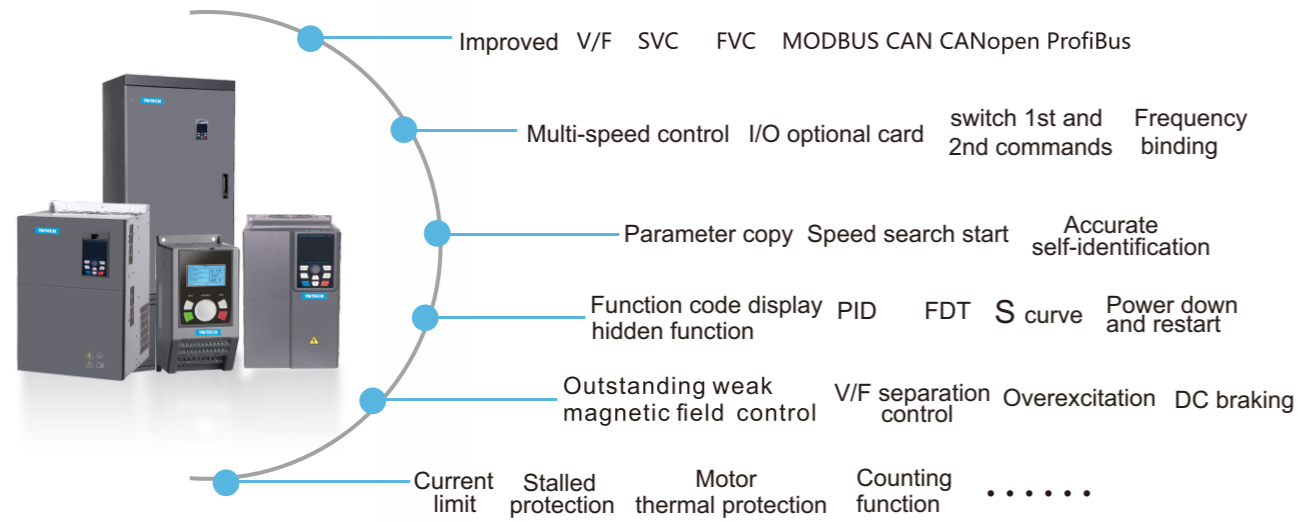 Improved V/F SVC FVC MODBUS CAN CANopen ProfiBus
Multi-speed control I/O optional card switch 1st and 2nd commands Frequency binding
Parameter copy Speed search start Accurate self-identification
Function code display hidden function PID FDT S curve Power down and restart
Outstanding weak magnetic field control V/F separation control Overexcitation DC braking
Current limit Stalled protection Motor thermal protection Counting function ......